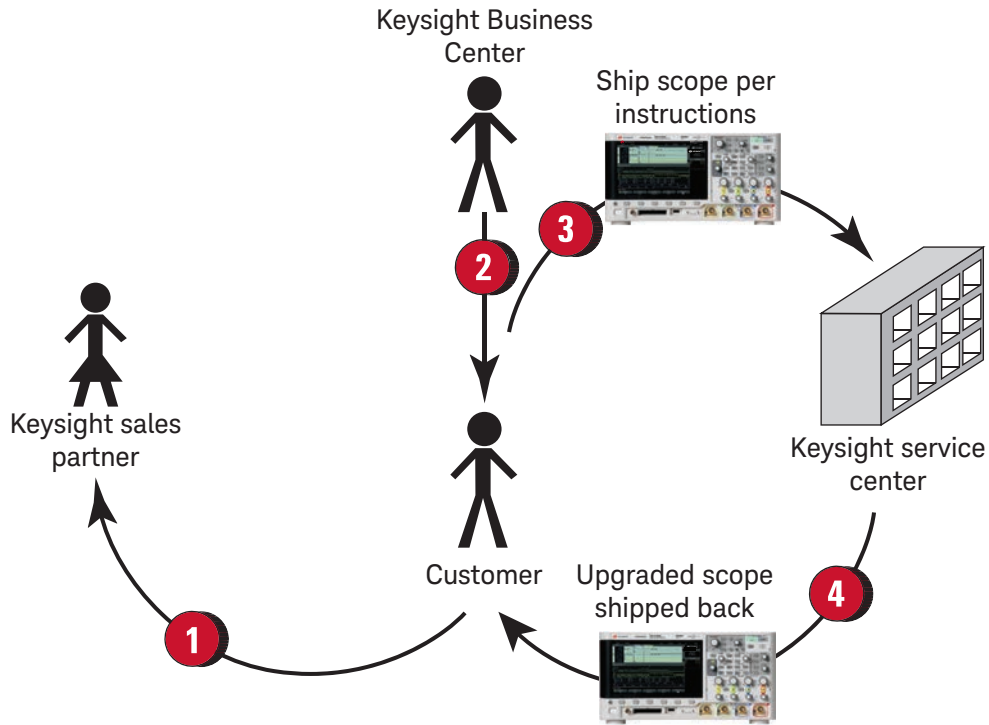 Keysight Business
Center
Ship scope per
instructions
3
2
Keysight sales
partner
Keysight service
center
Customer
Upgraded scope
shipped back
4
1